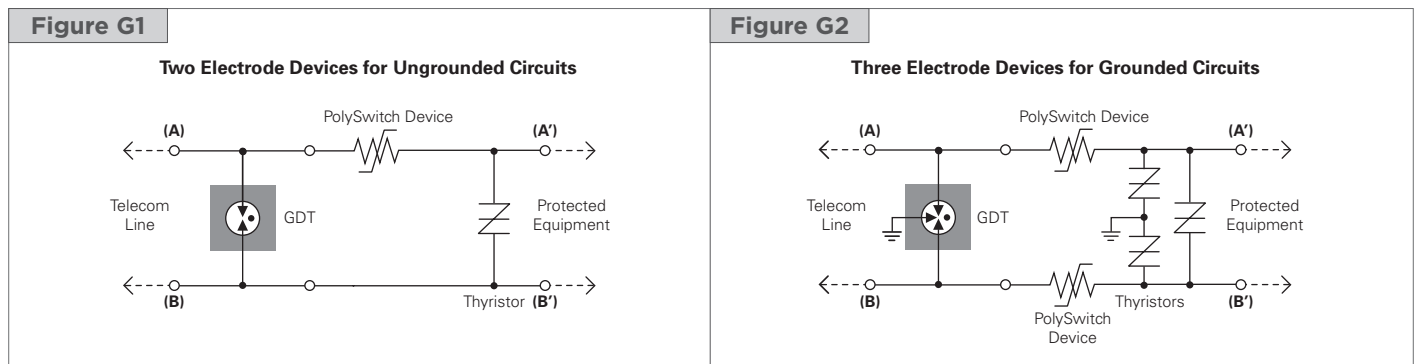 Figure G1
Two Electrode Devices for Ungrounded Circuits
PolySwitch Device
(A)
(A’)
Telecom
Line
GDT
Protected
Equipment
(B)
Thyristor
(B’)
Figure G2
Three Electrode Devices for Grounded Circuits
PolySwitch Device
(A)
(A’)
Telecom
Line
GDT
Protected
Equipment
(B)
Thyristors
(B’)
PolySwitch
Device